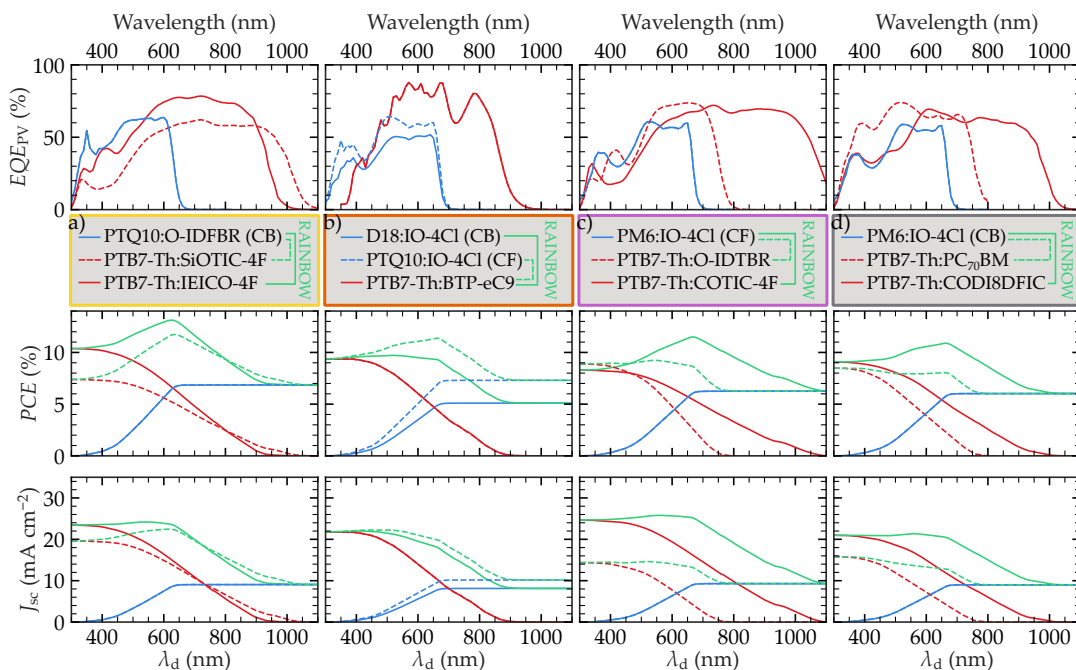 Wavelength (nm) Wavelength (nm) Wavelength (nm) Wavelength (nm)
400 600 800 1000 400 600 800 1000 400 600 800 1000 400 600 800 1000
100
50
0
EQE_PV (%)
a)
PTQ10:O-IDFBR (CB)
PTB7-Th:SiOTIC-4F
PTB7-Th:IEICO-4F
RAINBOW
b)
D18:IO-4Cl (CB)
PTQ10:IO-4Cl (CF)
PTB7-Th:BTP-eC9
RAINBOW
c)
PM6:IO-4Cl (CF)
PTB7-Th:O-IDTBR
PTB7-Th:COTIC-4F
RAINBOW
d)
PM6:IO-4Cl (CB)
PTB7-Th:PC₇₀BM
PTB7-Th:CODI8DFIC
RAINBOW
10
5
0
PCE (%)
30
20
10
0
J_sc (mA cm⁻²)
400 600 800 1000 400 600 800 1000 400 600 800 1000 400 600 800 1000
λ_d (nm) λ_d (nm) λ_d (nm) λ_d (nm)